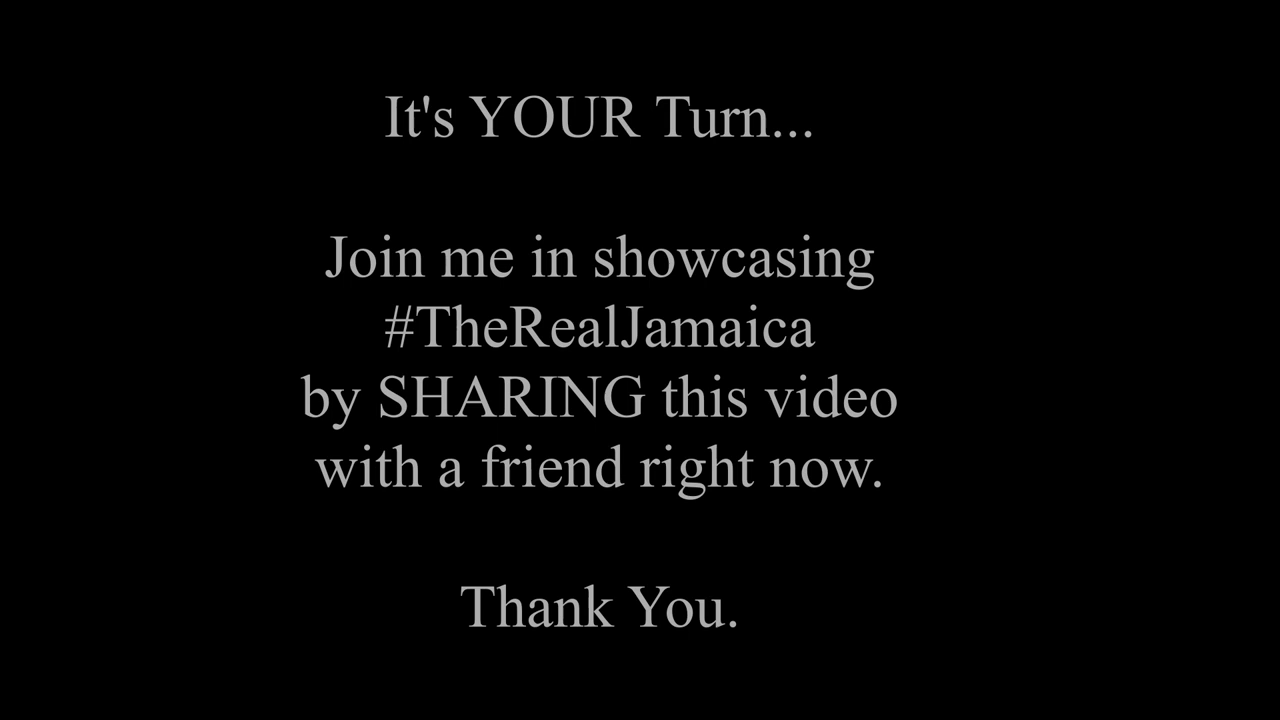 It's YOUR Turn...
Join me in showcasing
#TheRealJamaica
by SHARING this video
with a friend right now.
Thank You.